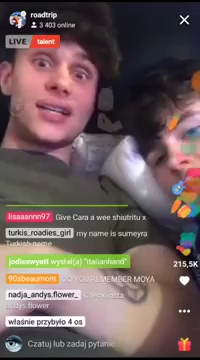 roadtrip
3 403 online
LIVE talent
lisaaannn97 Give Cara a wee shiutritu x
turkis_roadies_girl my name is sumeyra
Turkish name
jodiexwyatt wysłał(a) "italianhand"
90sbeaumont DO YOU REMEMBER MOYA
nadja_andys.flower_
andys.flower
właśnie przybyło 4 os
215,5K
Czatuj lub zadaj pytanie